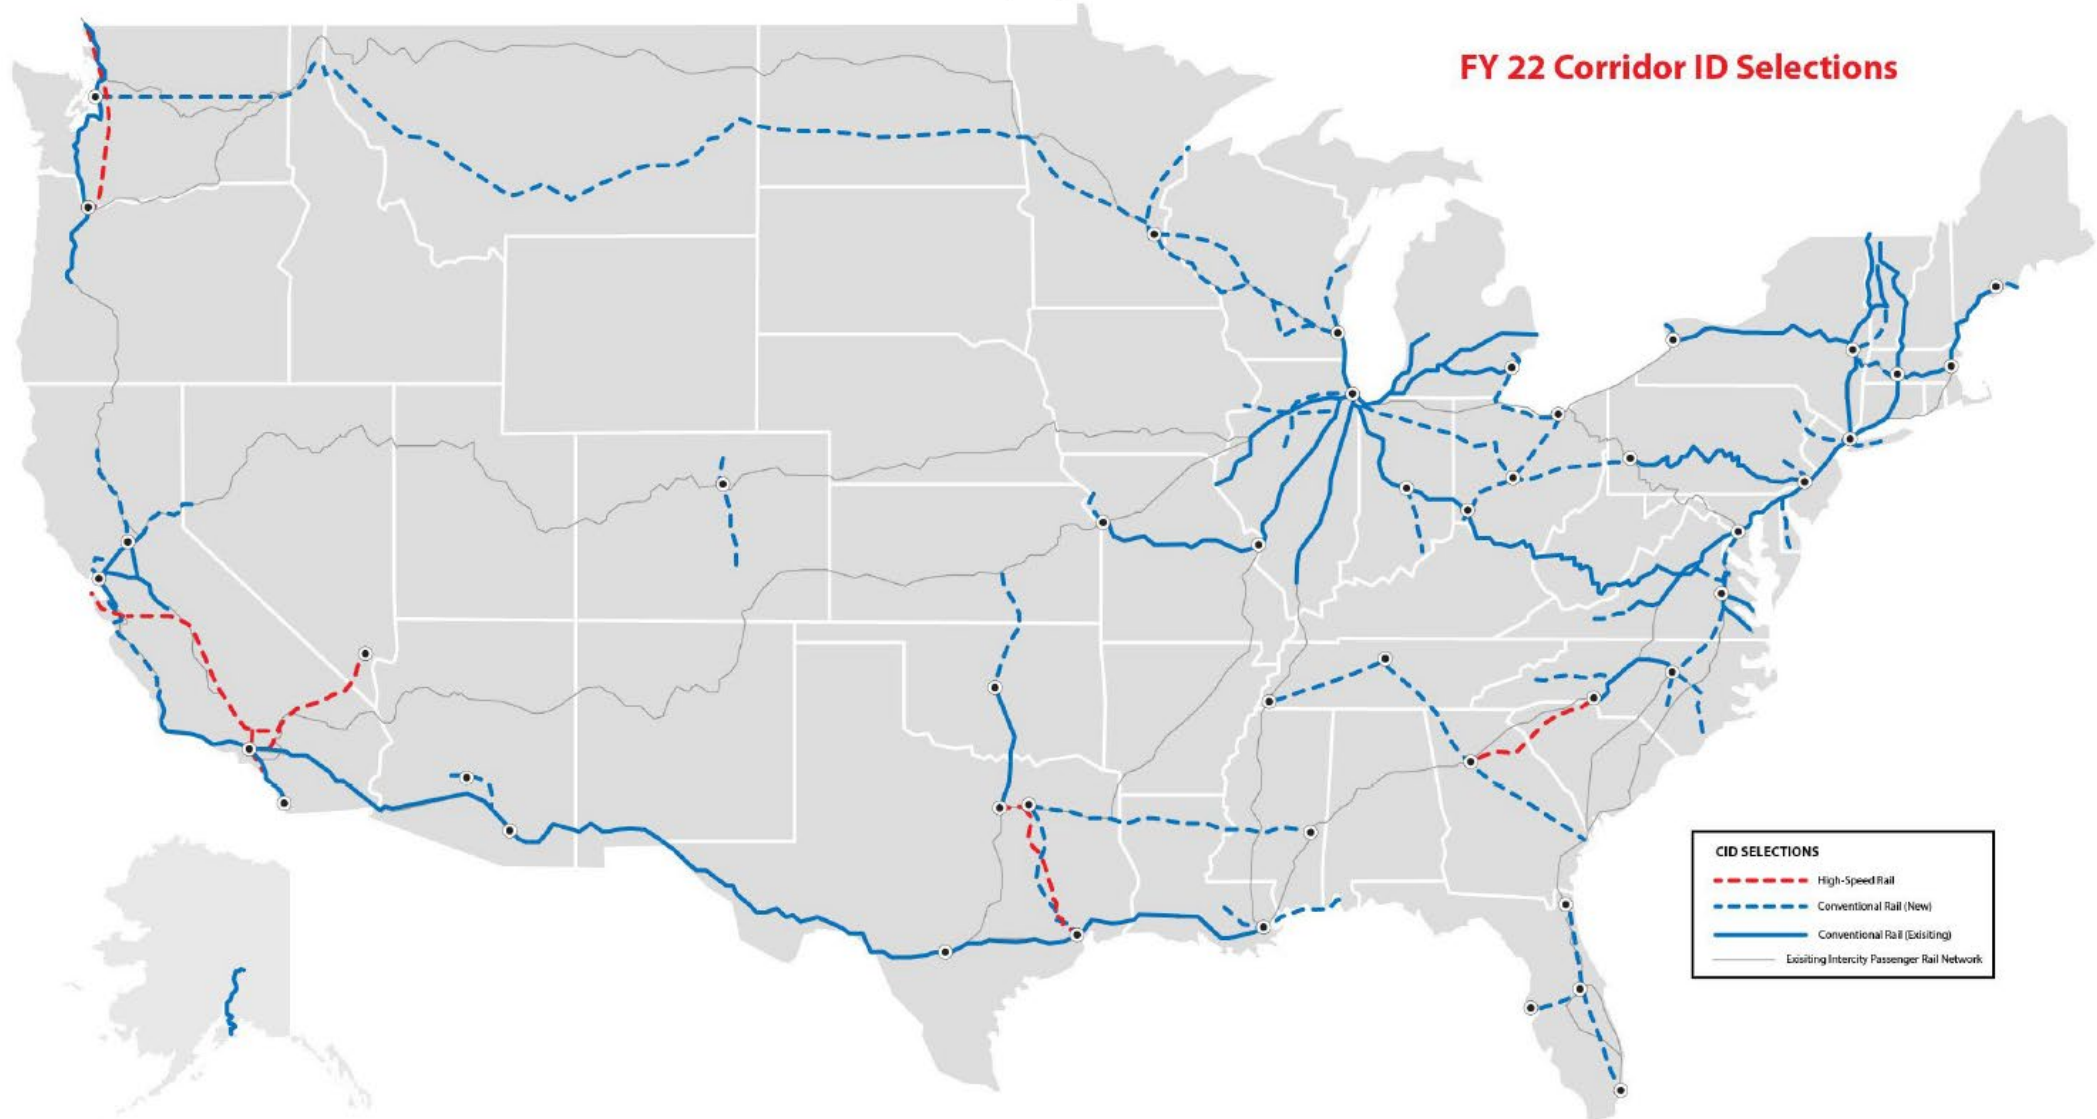 FY 22 Corridor ID Selections
CID SELECTIONS
High-Speed Rail
Conventional Rail (New)
Conventional Rail (Exisiting)
Exisiting Intercity Passenger Rail Network